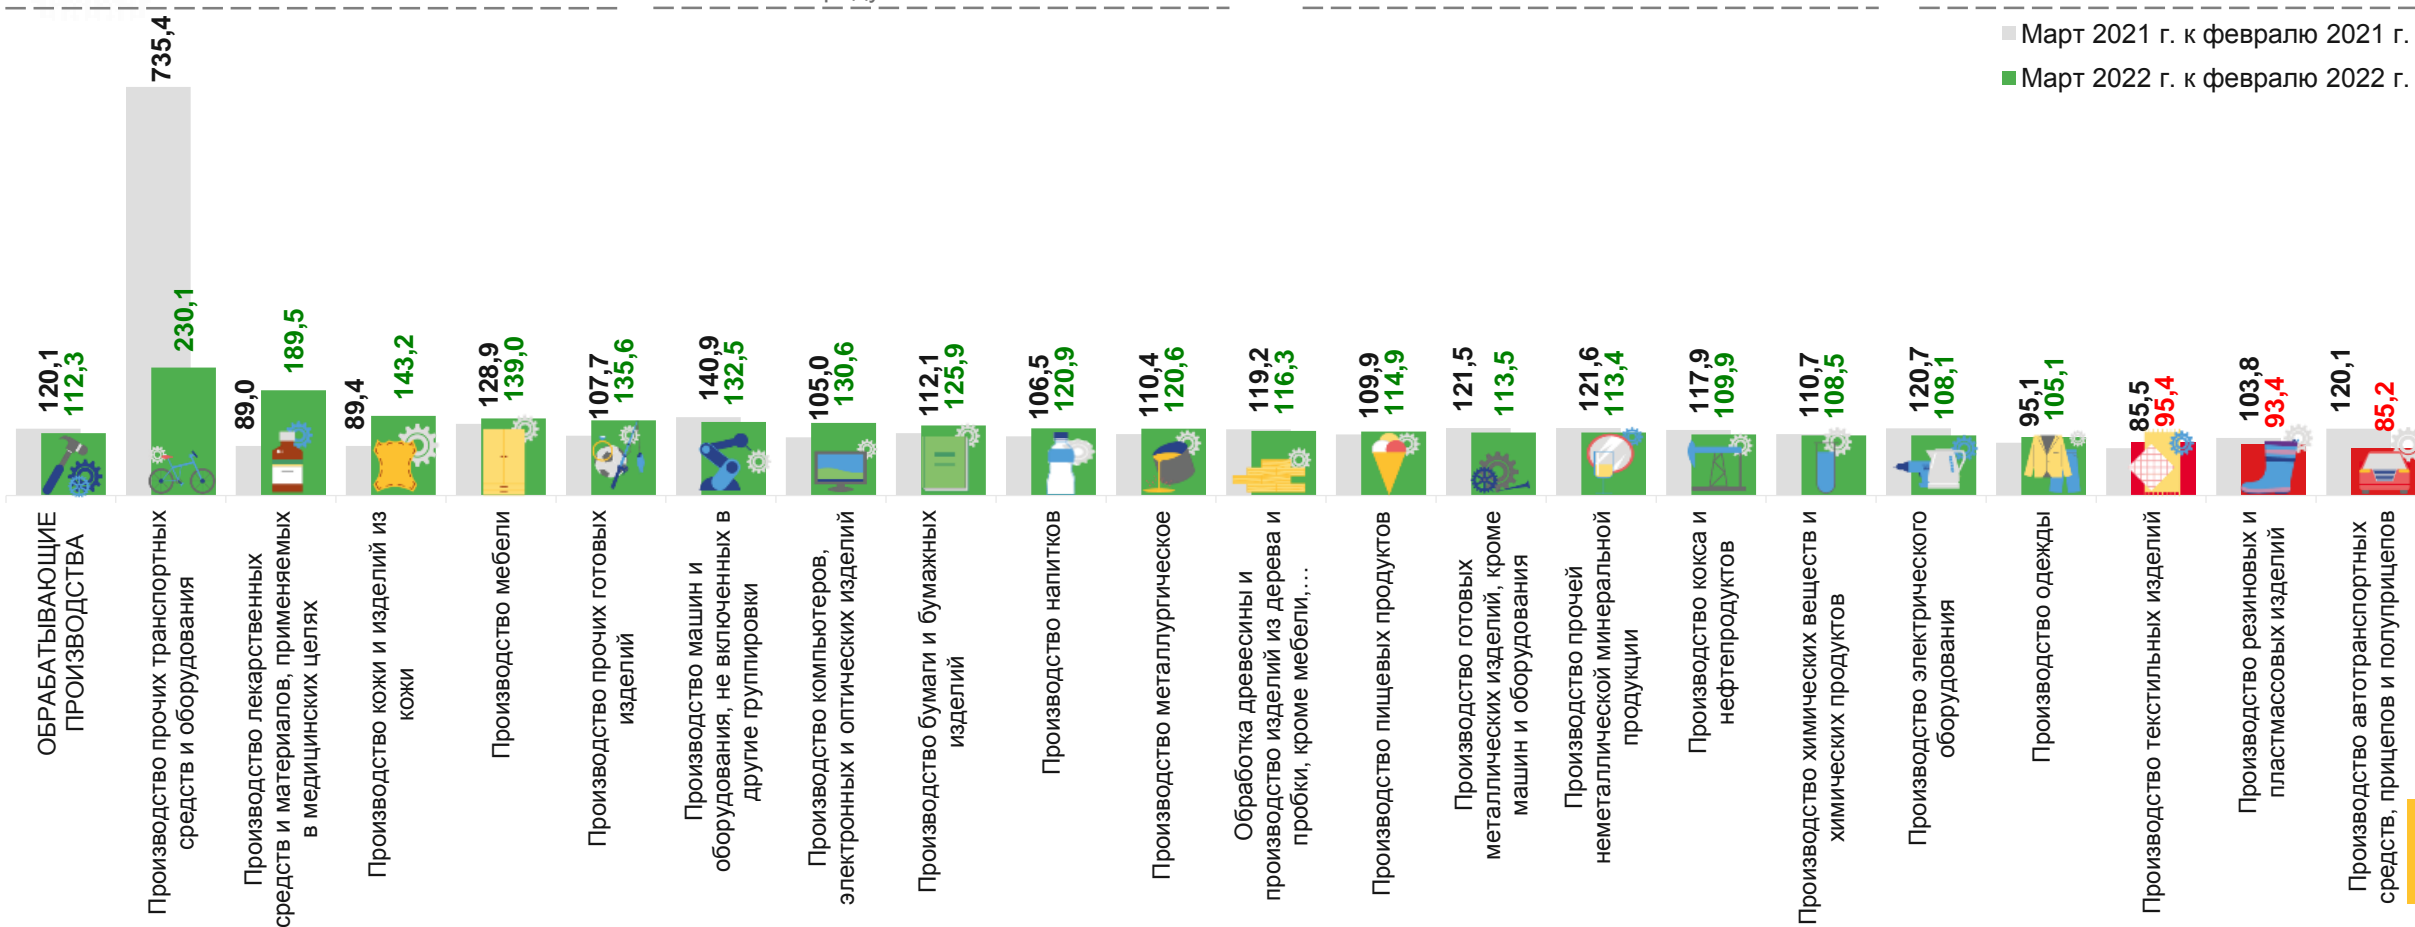 Март 2021 г. к февралю 2021 г.
Март 2022 г. к февралю 2022 г.
120,1
112,3
735,4
230,1
89,0
189,5
89,4
143,2
128,9
139,0
107,7
135,6
140,9
132,5
105,0
130,6
112,1
125,9
106,5
120,9
110,4
120,6
119,2
116,3
109,9
114,9
121,5
113,5
121,6
113,4
117,9
109,9
110,7
108,5
120,7
108,1
95,1
105,1
85,5
95,4
103,8
93,4
120,1
85,2
ОБРАБАТЫВАЮЩИЕ
ПРОИЗВОДСТВА
Производство прочих транспортных
средств и оборудования
Производство лекарственных
средств и материалов, применяемых
в медицинских целях
Производство кожи и изделий из
кожи
Производство мебели
Производство прочих готовых
изделий
Производство машин и
оборудования, не включенных в
другие группировки
Производсто компьютеров,
электронных и оптических изделий
Производство бумаги и бумажных
изделий
Производство напитков
Производство металлургическое
Обработка древесины и
производство изделий из дерева и
пробки, кроме мебели,…
Производство пищевых продуктов
Производство готовых
металлических изделий, кроме
машин и оборудования
Производство прочей
неметаллической минеральной
продукции
Производство кокса и
нефтепродуктов
Производство химических веществ и
химических продуктов
Производство электрического
оборудования
Производство одежды
Производство текстильных изделий
Производство резиновых и
пластмассовых изделий
Производство автотранспортных
средств, прицепов и полуприцепов